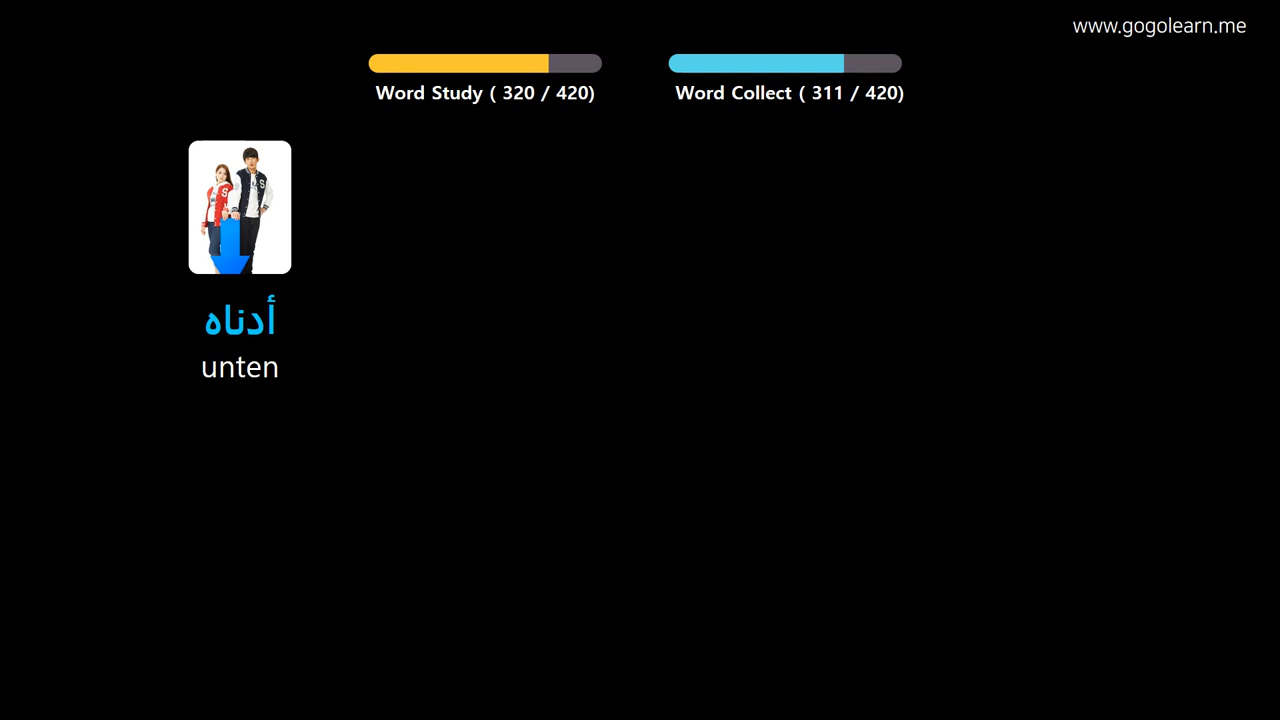 www.gogolearn.me
Word Study ( 320 / 420)
Word Collect ( 311 / 420)
S
S
أدناه
unten